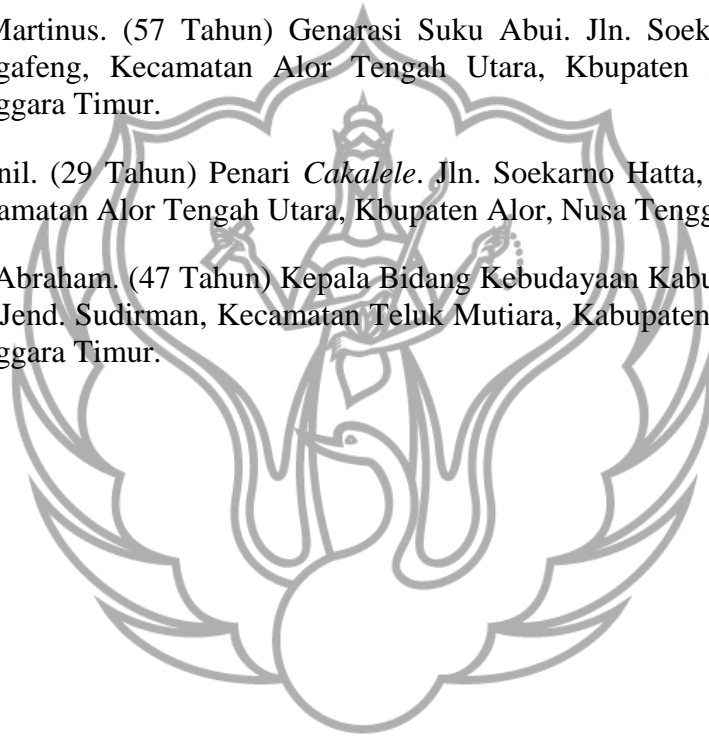 Martinus. (57 Tahun) Genarasi Suku Abui. Jln. Soek
gafeng, Kecamatan Alor Tengah Utara, Kbupaten
ggara Timur.
nil. (29 Tahun) Penari Cakalele. Jln. Soekarno Hatta,
amatan Alor Tengah Utara, Kbupaten Alor, Nusa Tengg
Abraham. (47 Tahun) Kepala Bidang Kebudayaan Kabu
Jend. Sudirman, Kecamatan Teluk Mutiara, Kabupaten
ggara Timur.